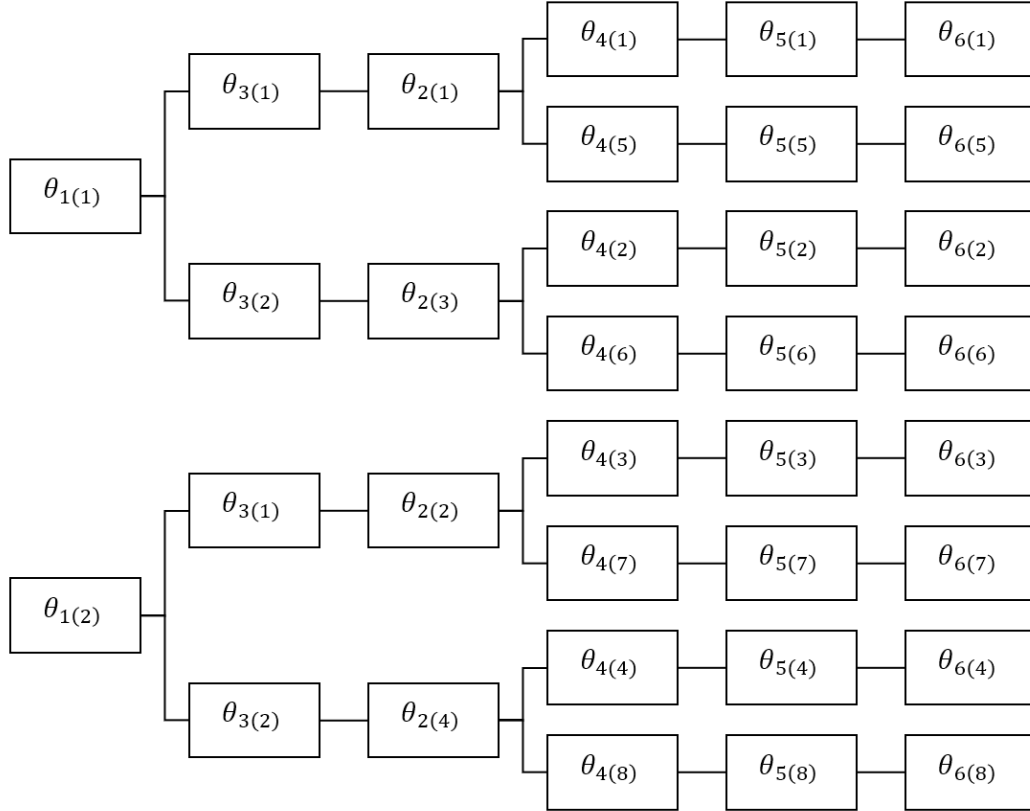 θ4(1) θ5(1) θ6(1)
θ3(1) θ2(1)
θ4(5) θ5(5) θ6(5)
θ1(1)
θ4(2) θ5(2) θ6(2)
θ3(2) θ2(3)
θ4(6) θ5(6) θ6(6)
θ4(3) θ5(3) θ6(3)
θ3(1) θ2(2)
θ4(7) θ5(7) θ6(7)
θ1(2)
θ4(4) θ5(4) θ6(4)
θ3(2) θ2(4)
θ4(8) θ5(8) θ6(8)